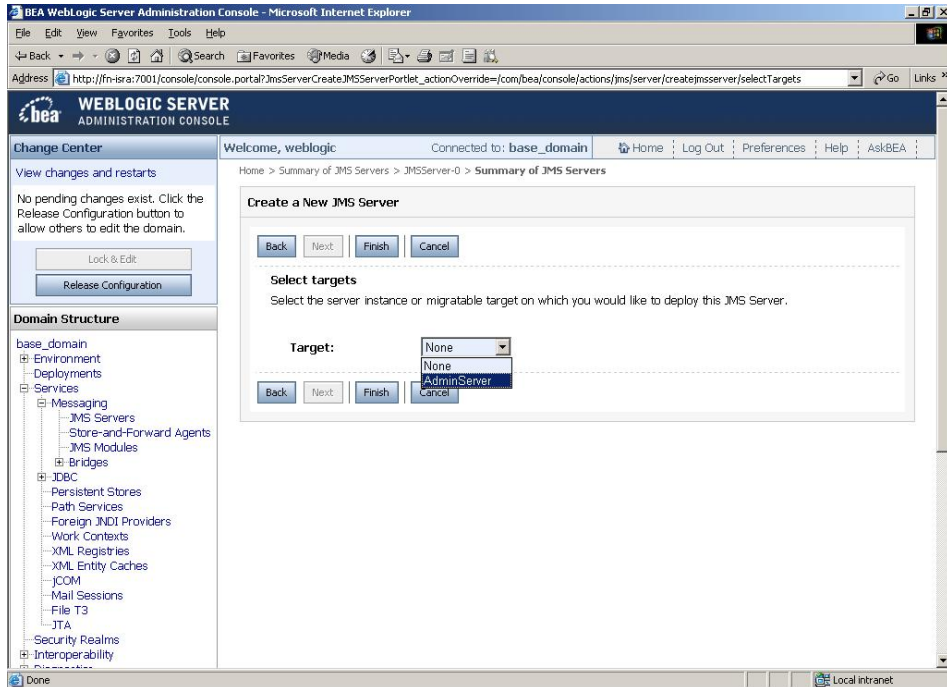 BEA WebLogic Server Administration Console - Microsoft Internet Explorer
File Edit View Favorites Tools Help
Back Search Favorites Media
Address http://fn-isra:7001/console/console.portal?JmsServerCreateJMSServerPortlet_actionOverride=/com/bea/console/actions/jms/server/createjmsserver/selectTargets Go Links »
bea WEBLOGIC SERVER
ADMINISTRATION CONSOLE
Change Center
Welcome, weblogic Connected to: base_domain Home Log Out Preferences Help AskBEA
View changes and restarts
No pending changes exist. Click the
Release Configuration button to
allow others to edit the domain.
Lock & Edit
Release Configuration
Domain Structure
base_domain
Environment
Deployments
Services
Messaging
JMS Servers
Store-and-Forward Agents
JMS Modules
Bridges
JDBC
Persistent Stores
Path Services
Foreign JNDI Providers
Work Contexts
XML Registries
XML Entity Caches
jCOM
Mail Sessions
File T3
JTA
Security Realms
Interoperability
Home > Summary of JMS Servers > JMSServer-0 > Summary of JMS Servers
Create a New JMS Server
Back Next Finish Cancel
Select targets
Select the server instance or migratable target on which you would like to deploy this JMS Server.
Target: None
None
AdminServer
Back Next Finish Cancel
Done Local intranet